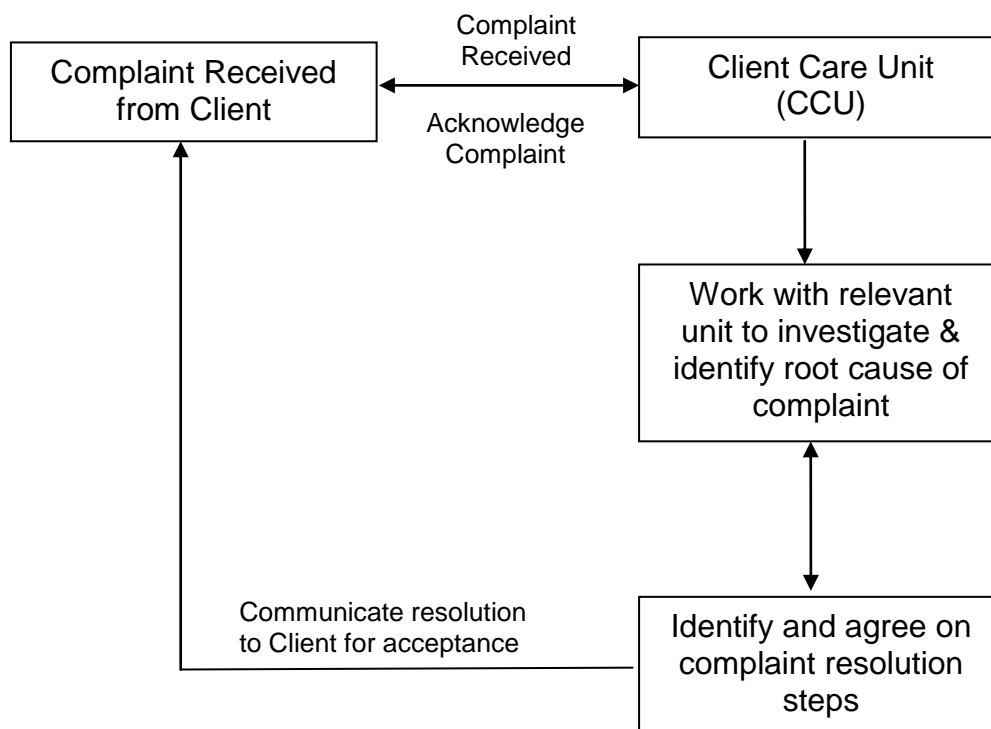 Complaint Received
from Client
Complaint
Received
Acknowledge
Complaint
Client Care Unit
(CCU)
Work with relevant
unit to investigate &
identify root cause of
complaint
Communicate resolution
to Client for acceptance
Identify and agree on
complaint resolution
steps